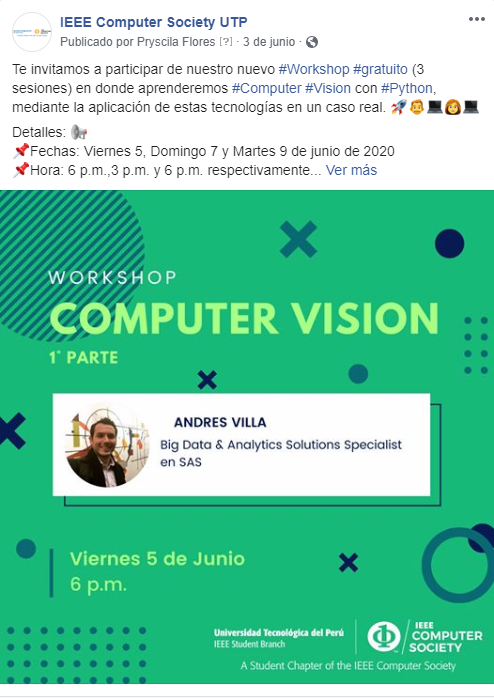 IEEE Computer Society UTP
Publicado por Pryscila Flores [?] · 3 de junio ·
Te invitamos a participar de nuestro nuevo #Workshop #gratuito (3
sesiones) en donde aprenderemos #Computer #Vision con #Python,
mediante la aplicación de estas tecnologías en un caso real. 🚀👨💻👩💻
Detalles: 📢
📌Fechas: Viernes 5, Domingo 7 y Martes 9 de junio de 2020
📌Hora: 6 p.m.,3 p.m. y 6 p.m. respectivamente... Ver más
WORKSHOP
COMPUTER VISION
1° PARTE
ANDRES VILLA
Big Data & Analytics Solutions Specialist
en SAS
Viernes 5 de Junio
6 p.m.
Universidad Tecnológica del Perú
IEEE Student Branch
IEEE
COMPUTER
SOCIETY
A Student Chapter of the IEEE Computer Society